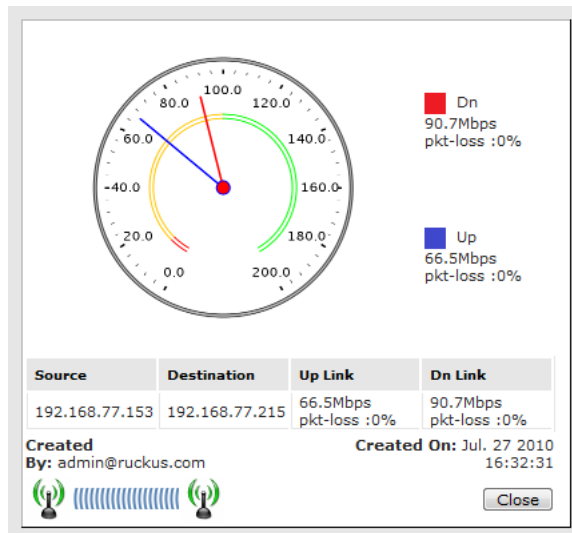 0.0
20.0
40.0
60.0
80.0
100.0
120.0
140.0
160.0
180.0
200.0
Dn
90.7Mbps
pkt-loss :0%
Up
66.5Mbps
pkt-loss :0%
Source Destination Up Link Dn Link
192.168.77.153 192.168.77.215 66.5Mbps 90.7Mbps
pkt-loss :0% pkt-loss :0%
Created Created On: Jul. 27 2010
By: admin@ruckus.com 16:32:31
Close